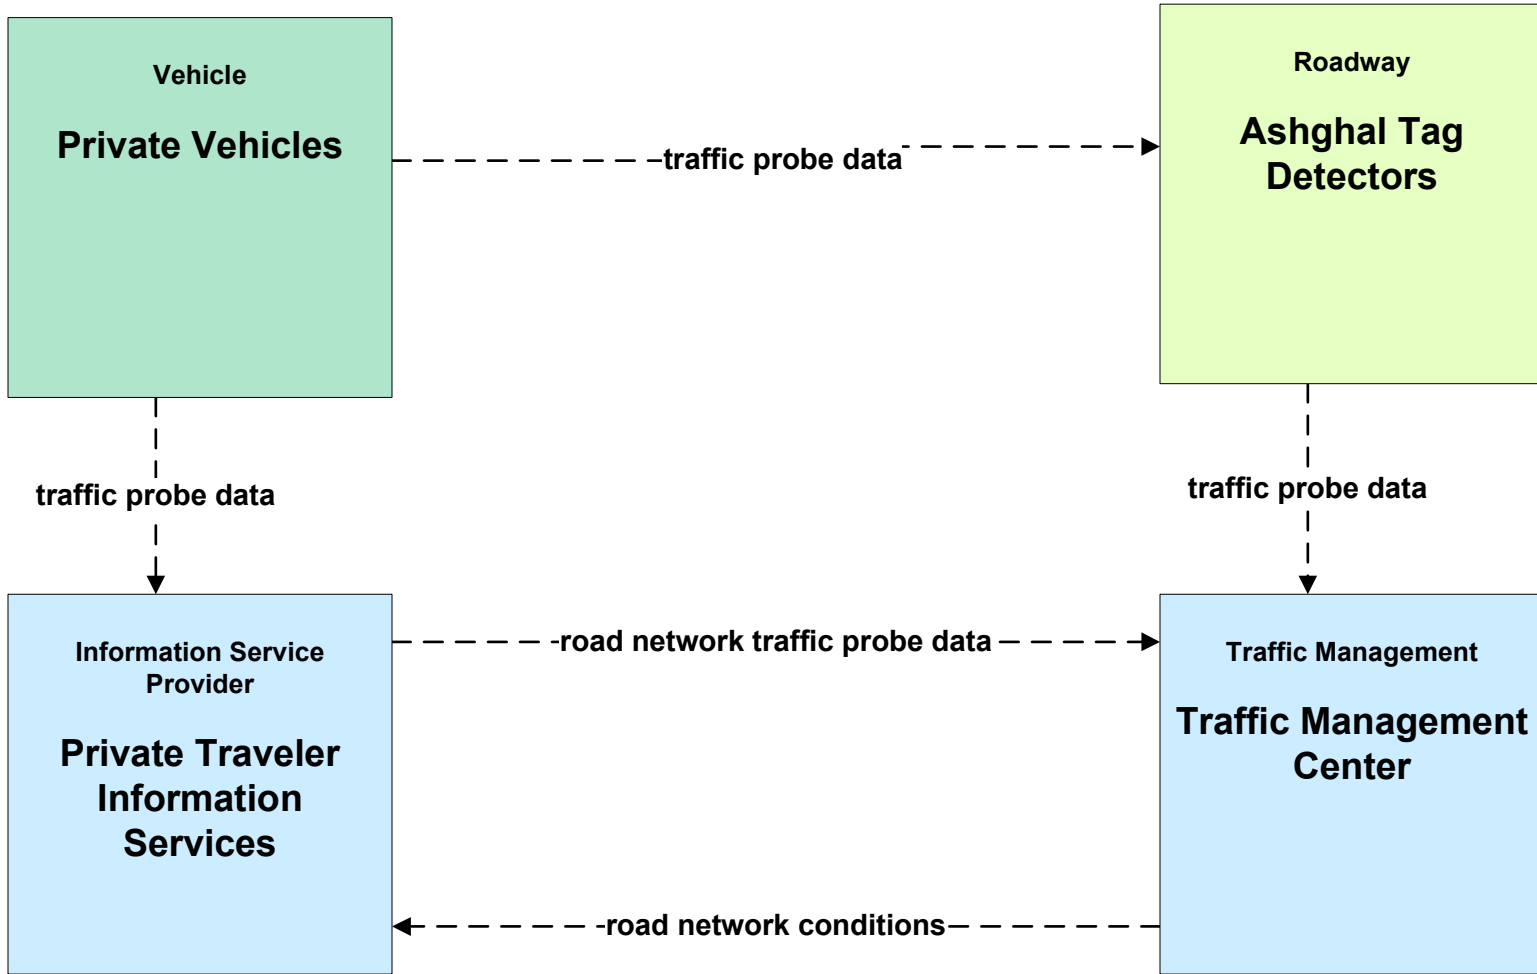 Vehicle
Private Vehicles
Roadway
Ashghal Tag
Detectors
traffic probe data
traffic probe data
traffic probe data
Information Service
Provider
Private Traveler
Information
Services
road network traffic probe data
Traffic Management
Traffic Management
Center
road network conditions